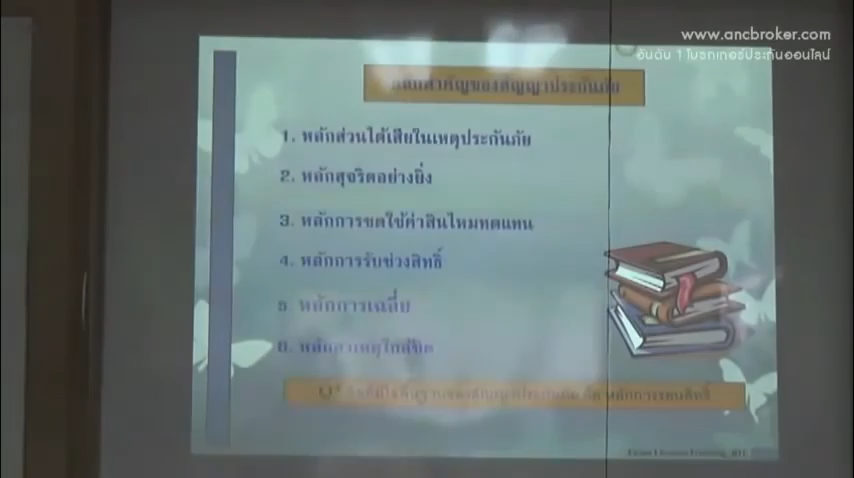 www.ancbroker.com
อันดับ 1 โบรกเกอร์ประกันออนไลน์
หลักสำคัญของสัญญาประกันภัย
1. หลักส่วนได้เสียในเหตุประกันภัย
2. หลักสุจริตอย่างยิ่ง
3. หลักการชดใช้ค่าสินไหมทดแทน
4. หลักการรับช่วงสิทธิ์
5 หลักการเฉลี่ย
6. หลักสาเหตุใกล้ชิด